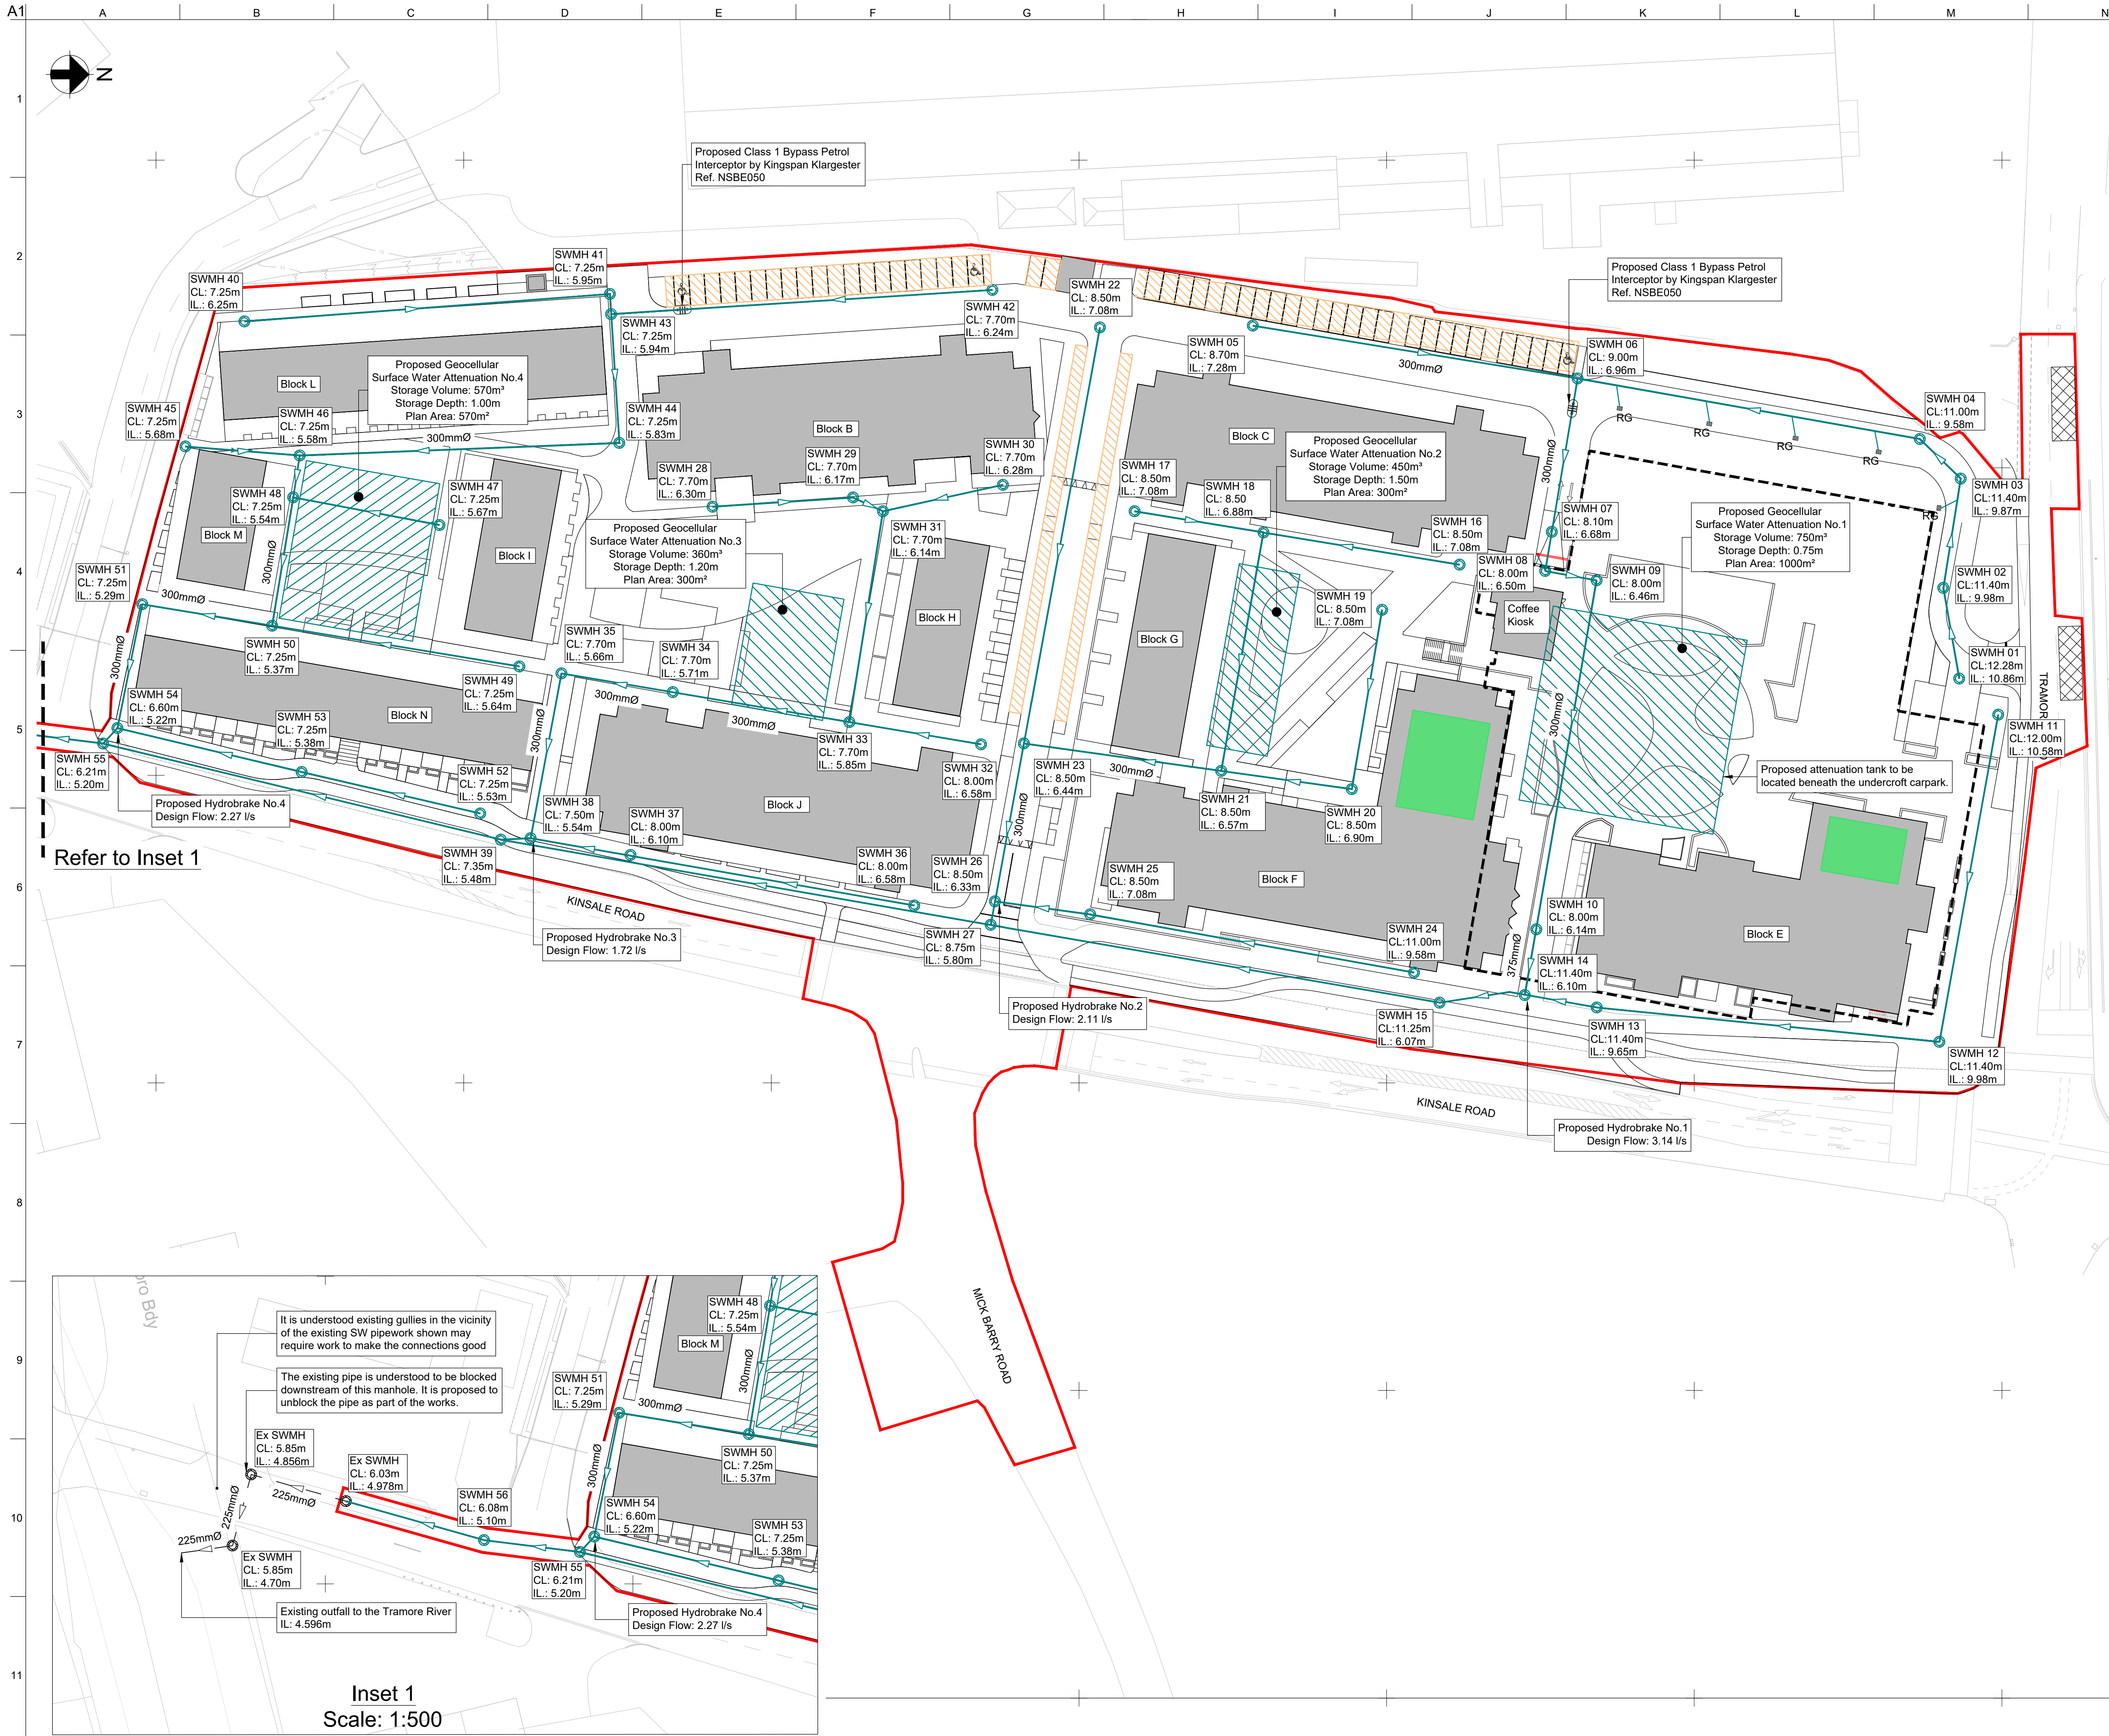 A1
A
B
C
D
E
F
G
H
I
J
K
L
M
N
1
2
3
4
5
6
7
8
9
10
11
N
Proposed Class 1 Bypass Petrol
Interceptor by Kingspan Klargester
Ref. NSBE050
SWMH 41
CL: 7.25m
IL.: 5.95m
SWMH 40
CL: 7.25m
IL.: 6.25m
SWMH 22
CL: 8.50m
IL.: 7.08m
Proposed Class 1 Bypass Petrol
Interceptor by Kingspan Klargester
Ref. NSBE050
SWMH 43
CL: 7.25m
IL.: 5.94m
SWMH 42
CL: 7.70m
IL.: 6.24m
SWMH 05
CL: 8.70m
IL.: 7.28m
300mmØ
SWMH 06
CL: 9.00m
IL.: 6.96m
Block L
Proposed Geocellular
Surface Water Attenuation No.4
Storage Volume: 570m³
Storage Depth: 1.00m
Plan Area: 570m²
SWMH 45
CL: 7.25m
IL.: 5.68m
SWMH 46
CL: 7.25m
IL.: 5.58m
300mmØ
SWMH 44
CL: 7.25m
IL.: 5.83m
Block B
SWMH 30
CL: 7.70m
IL.: 6.28m
SWMH 29
CL: 7.70m
IL.: 6.17m
SWMH 28
CL: 7.70m
IL.: 6.30m
Block C
Proposed Geocellular
Surface Water Attenuation No.2
Storage Volume: 450m³
Storage Depth: 1.50m
Plan Area: 300m²
SWMH 17
CL: 8.50m
IL.: 7.08m
SWMH 18
CL: 8.50
IL.: 6.88m
300mmØ
RG
RG
RG
RG
RG
SWMH 04
CL:11.00m
IL.: 9.58m
SWMH 03
CL:11.40m
IL.: 9.87m
SWMH 48
CL: 7.25m
IL.: 5.54m
SWMH 47
CL: 7.25m
IL.: 5.67m
Block M
Block I
300mmØ
Proposed Geocellular
Surface Water Attenuation No.3
Storage Volume: 360m³
Storage Depth: 1.20m
Plan Area: 300m²
SWMH 31
CL: 7.70m
IL.: 6.14m
SWMH 16
CL: 8.50m
IL.: 7.08m
SWMH 07
CL: 8.10m
IL.: 6.68m
Proposed Geocellular
Surface Water Attenuation No.1
Storage Volume: 750m³
Storage Depth: 0.75m
Plan Area: 1000m²
SWMH 51
CL: 7.25m
IL.: 5.29m
300mmØ
300mmØ
SWMH 08
CL: 8.00m
IL.: 6.50m
SWMH 09
CL: 8.00m
IL.: 6.46m
SWMH 02
CL:11.40m
IL.: 9.98m
Coffee
Kiosk
Block H
Block G
SWMH 19
CL: 8.50m
IL.: 7.08m
SWMH 50
CL: 7.25m
IL.: 5.37m
SWMH 35
CL: 7.70m
IL.: 5.66m
SWMH 34
CL: 7.70m
IL.: 5.71m
SWMH 01
CL:12.28m
IL.: 10.86m
SWMH 49
CL: 7.25m
IL.: 5.64m
300mmØ
300mmØ
300mmØ
SWMH 54
CL: 6.60m
IL.: 5.22m
SWMH 53
CL: 7.25m
IL.: 5.38m
Block N
300mmØ
SWMH 11
CL:12.00m
IL.: 10.58m
SWMH 33
CL: 7.70m
IL.: 5.85m
SWMH 55
CL: 6.21m
IL.: 5.20m
SWMH 52
CL: 7.25m
IL.: 5.53m
SWMH 32
CL: 8.00m
IL.: 6.58m
SWMH 23
CL: 8.50m
IL.: 6.44m
300mmØ
Proposed attenuation tank to be
located beneath the undercroft carpark.
Proposed Hydrobrake No.4
Design Flow: 2.27 l/s
SWMH 38
CL: 7.50m
IL.: 5.54m
Block J
SWMH 37
CL: 8.00m
IL.: 6.10m
300mmØ
SWMH 21
CL: 8.50m
IL.: 6.57m
SWMH 20
CL: 8.50m
IL.: 6.90m
Refer to Inset 1
SWMH 39
CL: 7.35m
IL.: 5.48m
SWMH 36
CL: 8.00m
IL.: 6.58m
SWMH 26
CL: 8.50m
IL.: 6.33m
SWMH 25
CL: 8.50m
IL.: 7.08m
Block F
KINSALE ROAD
Proposed Hydrobrake No.3
Design Flow: 1.72 l/s
SWMH 27
CL: 8.75m
IL.: 5.80m
SWMH 24
CL:11.00m
IL.: 9.58m
SWMH 10
CL: 8.00m
IL.: 6.14m
375mmØ
SWMH 14
CL:11.40m
IL.: 6.10m
Block E
Proposed Hydrobrake No.2
Design Flow: 2.11 l/s
SWMH 15
CL:11.25m
IL.: 6.07m
SWMH 13
CL:11.40m
IL.: 9.65m
SWMH 12
CL:11.40m
IL.: 9.98m
KINSALE ROAD
Proposed Hydrobrake No.1
Design Flow: 3.14 l/s
MICK BARRY ROAD
It is understood existing gullies in the vicinity
of the existing SW pipework shown may
require work to make the connections good
The existing pipe is understood to be blocked
downstream of this manhole. It is proposed to
unblock the pipe as part of the works.
SWMH 48
CL: 7.25m
IL.: 5.54m
Block M
300mmØ
SWMH 51
CL: 7.25m
IL.: 5.29m
300mmØ
Ex SWMH
CL: 5.85m
IL.: 4.856m
Ex SWMH
CL: 6.03m
IL.: 4.978m
300mmØ
SWMH 50
CL: 7.25m
IL.: 5.37m
225mmØ
225mmØ
225mmØ
SWMH 56
CL: 6.08m
IL.: 5.10m
SWMH 54
CL: 6.60m
IL.: 5.22m
SWMH 53
CL: 7.25m
IL.: 5.38m
Ex SWMH
CL: 5.85m
IL.: 4.70m
SWMH 55
CL: 6.21m
IL.: 5.20m
Existing outfall to the Tramore River
IL: 4.596m
Proposed Hydrobrake No.4
Design Flow: 2.27 l/s
Inset 1
Scale: 1:500